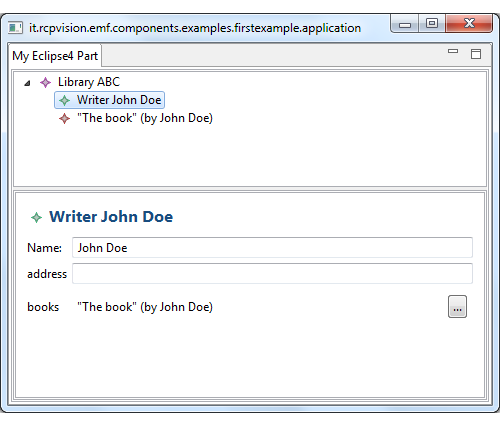 it.rcpvision.emf.components.examples.firstexample.application
My Eclipse4 Part
Library ABC
Writer John Doe
"The book" (by John Doe)
Writer John Doe
Name: John Doe
address
books "The book" (by John Doe) ...